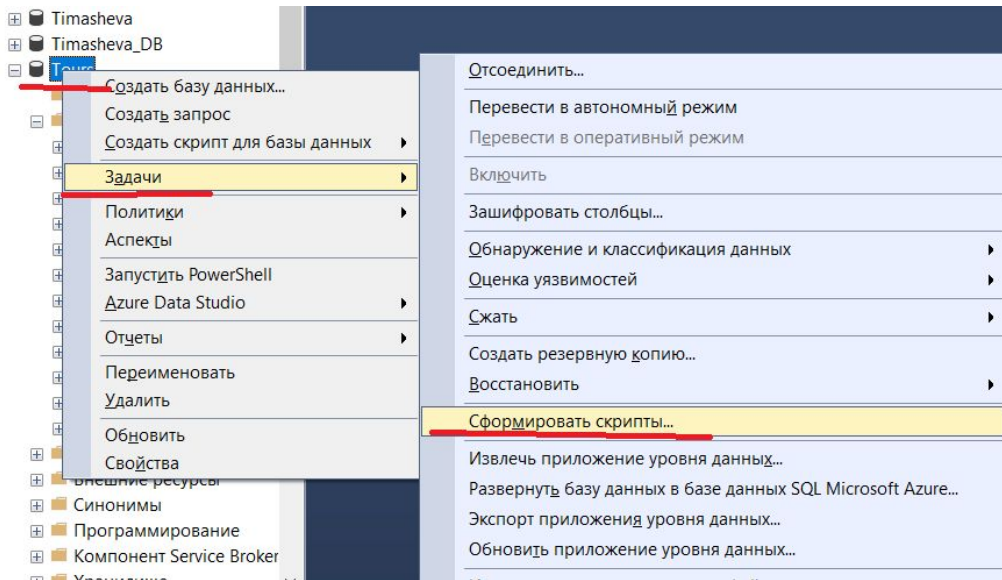 Timasheva
Timasheva_DB
Tours
Создать базу данных...
Создать запрос
Создать скрипт для базы данных
Задачи
Политики
Аспекты
Запустить PowerShell
Azure Data Studio
Отчеты
Переименовать
Удалить
Обновить
Свойства
Внешние ресурсы
Синонимы
Программирование
Компонент Service Broker
Хранилище
Отсоединить...
Перевести в автономный режим
Перевести в оперативный режим
Включить
Зашифровать столбцы...
Обнаружение и классификация данных
Оценка уязвимостей
Сжать
Создать резервную копию...
Восстановить
Сформировать скрипты...
Извлечь приложение уровня данных...
Развернуть базу данных в базе данных SQL Microsoft Azure...
Экспорт приложения уровня данных...
Обновить приложение уровня данных...